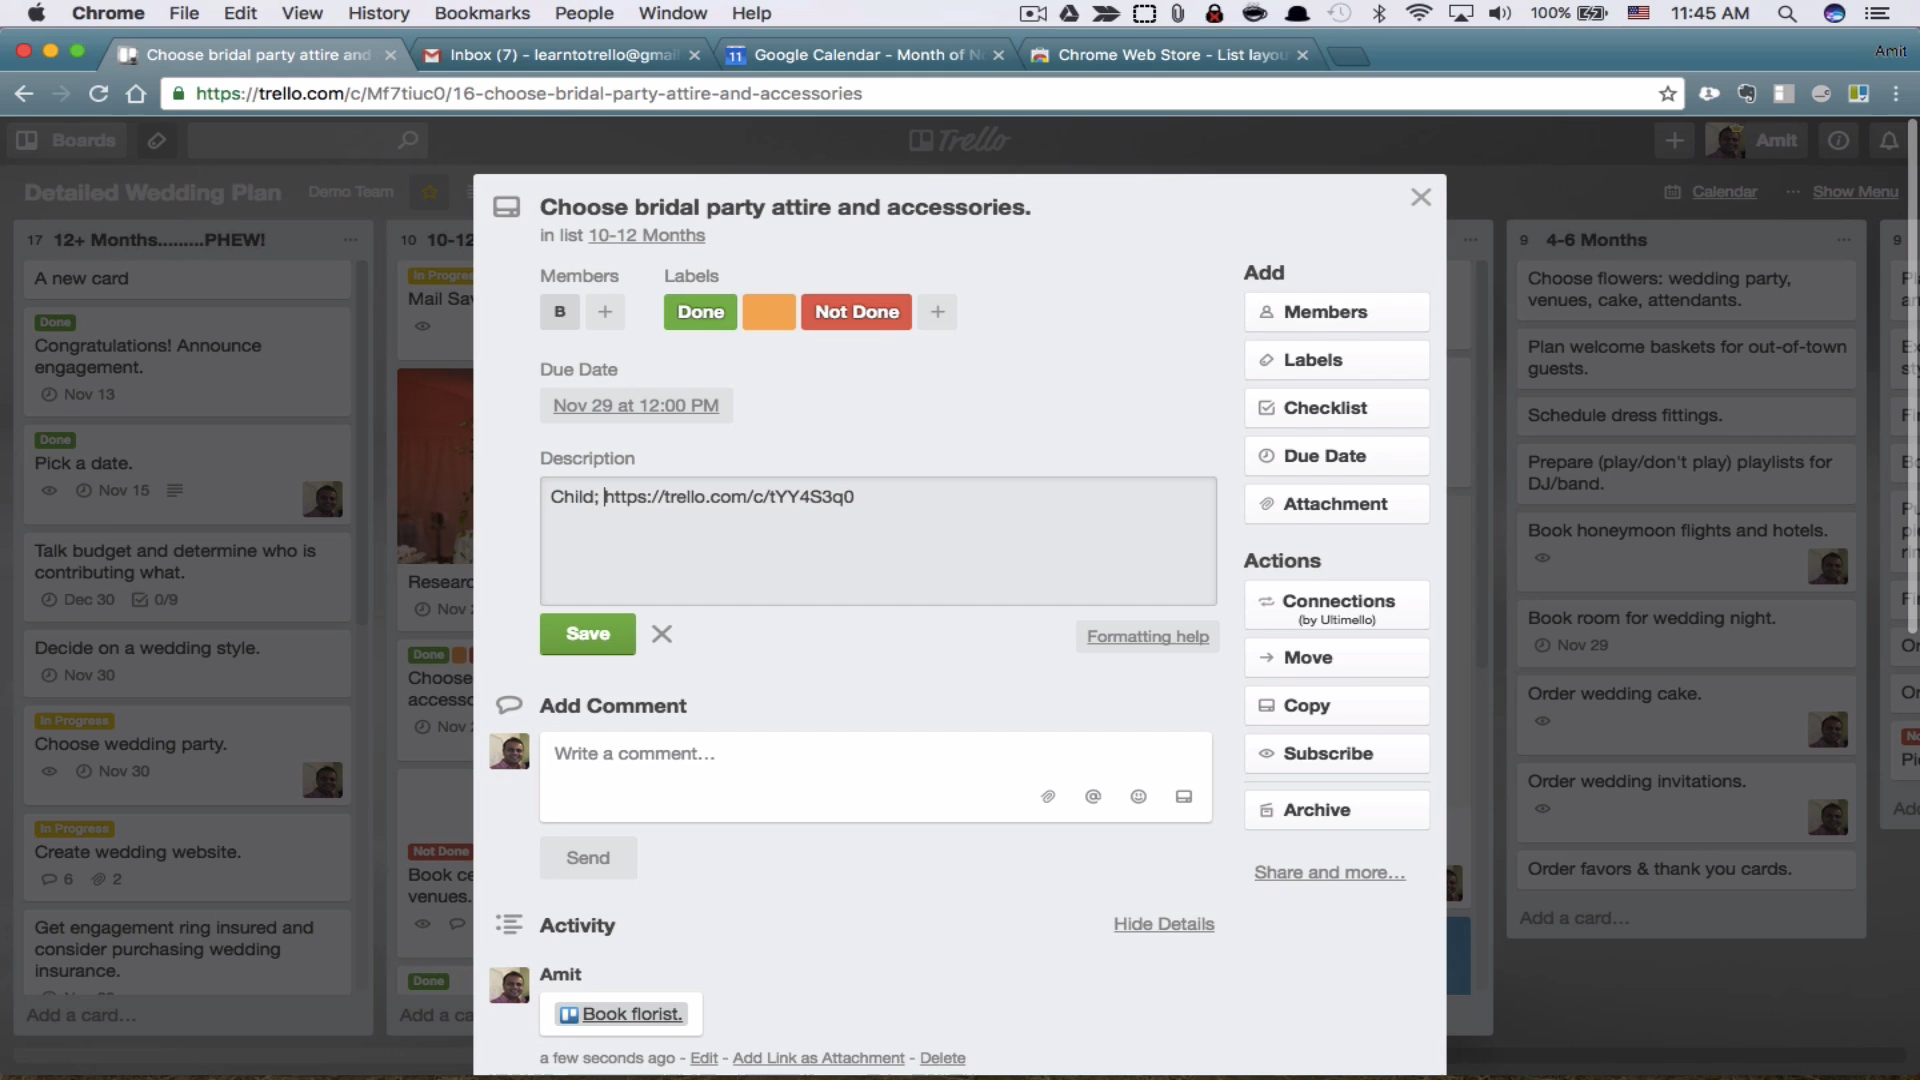 Chrome File Edit View History Bookmarks People Window Help 100% 11:45 AM
Choose bridal party attire and Inbox (7) - learntotrello@gmai 11 Google Calendar - Month of N Chrome Web Store - List layou Amit
https://trello.com/c/Mf7tiuc0/16-choose-bridal-party-attire-and-accessories
Boards Trello Amit
Detailed Wedding Plan Demo Team Calendar Show Menu
17 12+ Months.........PHEW!
A new card
Done
Congratulations! Announce
engagement.
Nov 13
Done
Pick a date.
Nov 15
Talk budget and determine who is
contributing what.
Dec 30 0/9
Decide on a wedding style.
Nov 30
In Progress
Choose wedding party.
Nov 30
In Progress
Create wedding website.
6 2
Get engagement ring insured and
consider purchasing wedding
insurance.
Add a card...
10 10-12
In Progre
Mail Sa
Researc
Nov
Done
Choose
accesso
Nov
Not Done
Book ce
venues.
Done
Add a ca
Choose bridal party attire and accessories.
in list 10-12 Months
Members Labels
B + Done Not Done +
Due Date
Nov 29 at 12:00 PM
Description
Child; https://trello.com/c/tYY4S3q0
Save
Formatting help
Add Comment
Write a comment...
Send
Activity
Hide Details
Amit
Book florist.
a few seconds ago - Edit - Add Link as Attachment - Delete
Add
Members
Labels
Checklist
Due Date
Attachment
Actions
Connections
(by Ultimello)
Move
Copy
Subscribe
Archive
Share and more...
9 4-6 Months
Choose flowers: wedding party,
venues, cake, attendants.
Plan welcome baskets for out-of-town
guests.
Schedule dress fittings.
Prepare (play/don't play) playlists for
DJ/band.
Book honeymoon flights and hotels.
Book room for wedding night.
Nov 29
Order wedding cake.
Order wedding invitations.
Order favors & thank you cards.
Add a card...
9